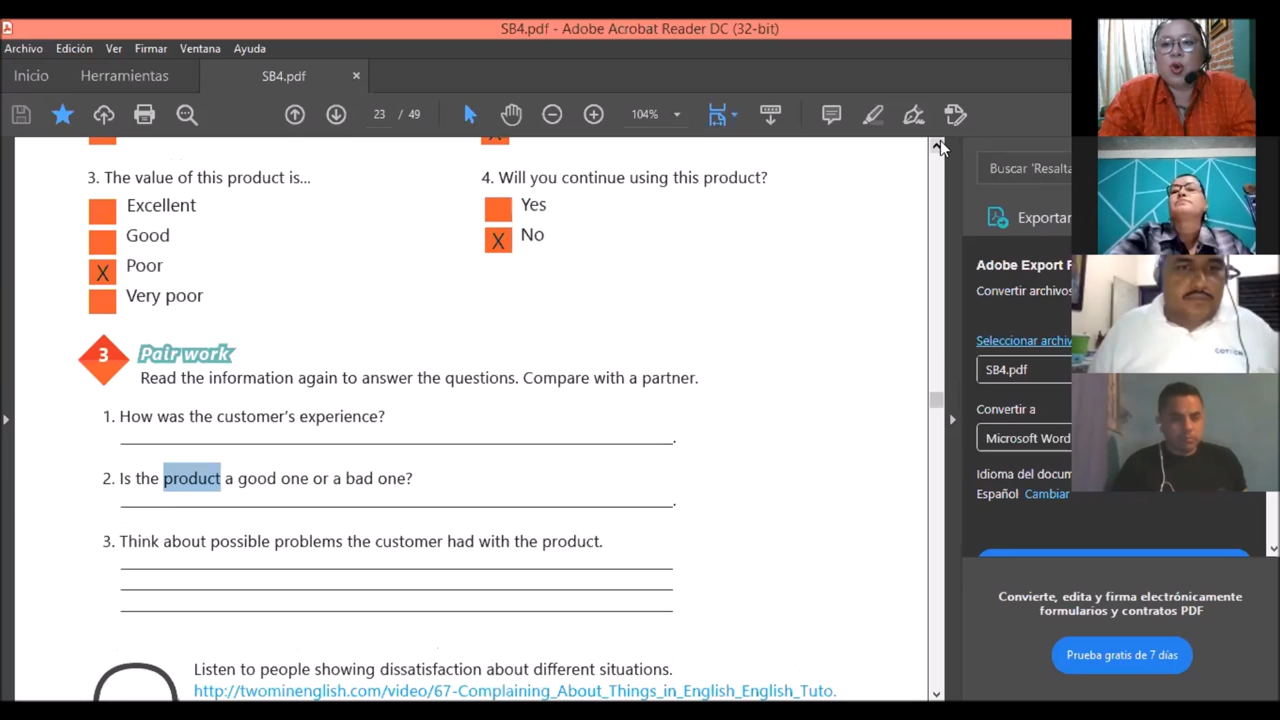 SB4.pdf - Adobe Acrobat Reader DC (32-bit)
Archivo Edición Ver Firmar Ventana Ayuda
Inicio Herramientas SB4.pdf ×
23 / 49 104%
3. The value of this product is...
Excellent
Good
X Poor
Very poor
4. Will you continue using this product?
Yes
X No
3 Pair work
Read the information again to answer the questions. Compare with a partner.
1. How was the customer's experience?
2. Is the product a good one or a bad one?
3. Think about possible problems the customer had with the product.
Listen to people showing dissatisfaction about different situations.
http://twominenglish.com/video/67-Complaining_About_Things_in_English_English_Tuto.
Buscar 'Resalta
Exportar
Adobe Export
Convertir archivos
Seleccionar archiv
SB4.pdf
Convertir a
Microsoft Word
Idioma del docum
Español Cambiar
Convierte, edita y firma electrónicamente
formularios y contratos PDF
Prueba gratis de 7 días